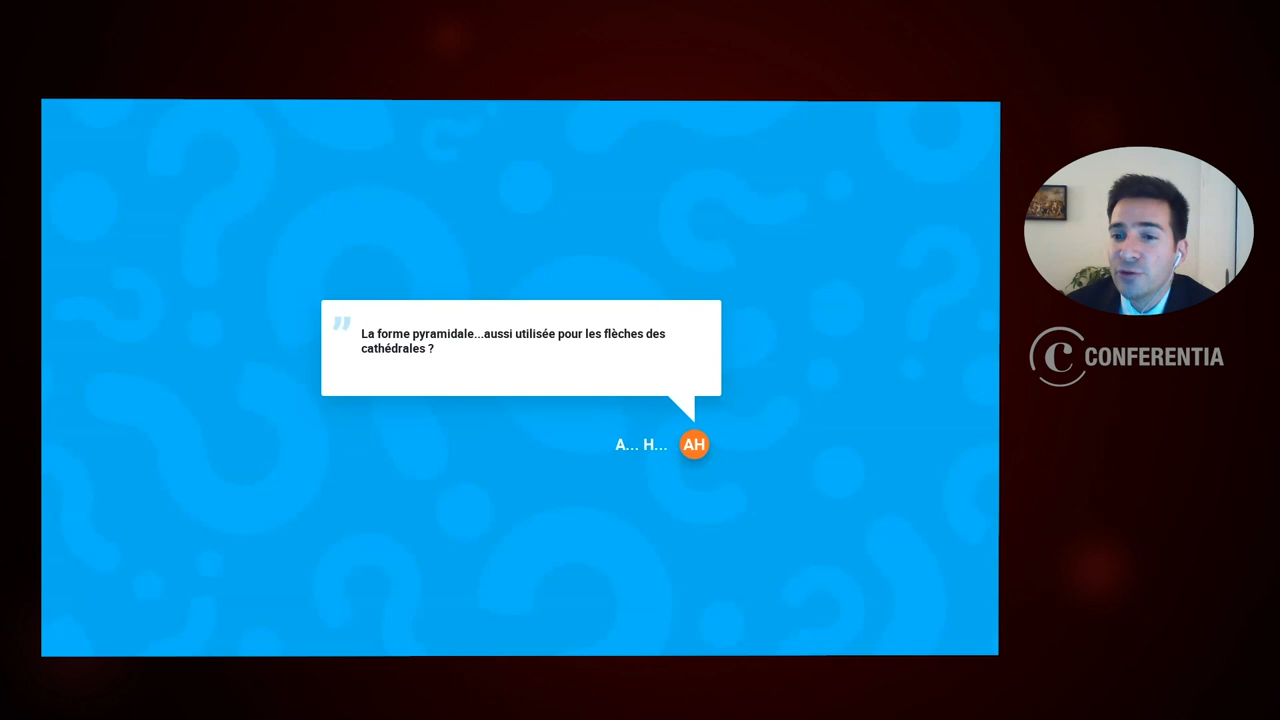 La forme pyramidale...aussi utilisée pour les flèches des
cathédrales ?
A... H...
AH
C CONFERENTIA